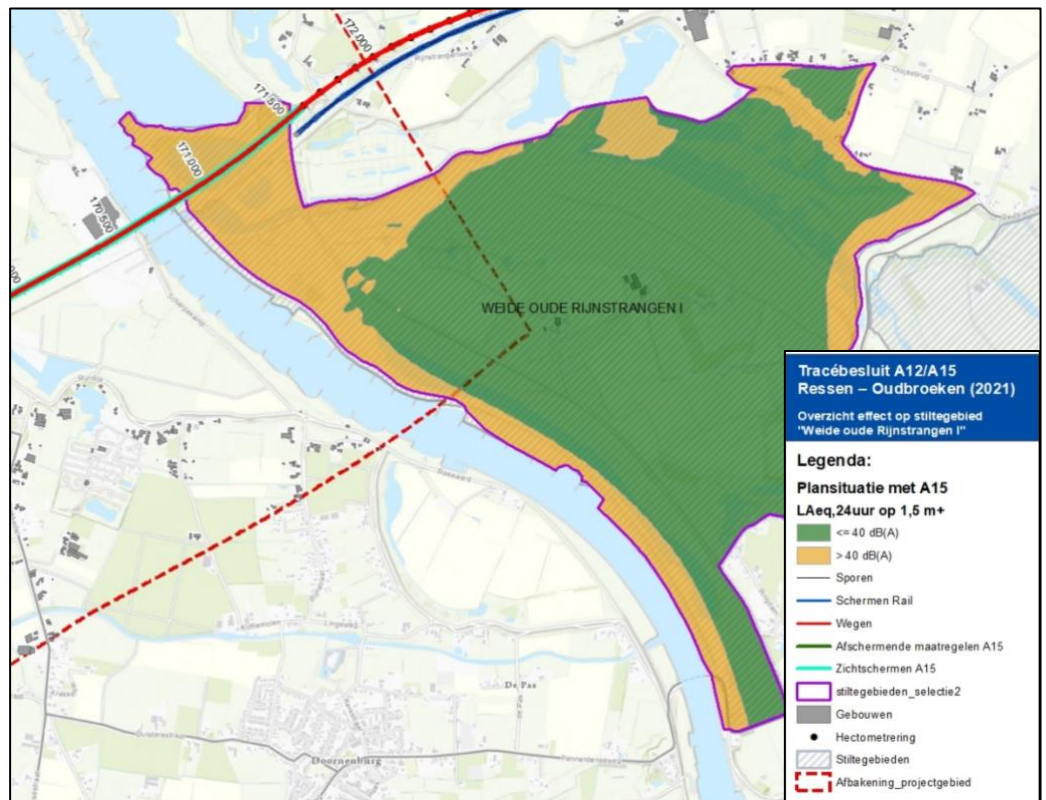 172.000
171.500
171.000
170.500
WEIDE OUDE RIJNSTRANGEN I
De Pas
Doornenburg
Tracébesluit A12/A15
Ressen – Oudbroeken (2021)
Overzicht effect op stiltegebied
"Weide oude Rijnstrangen I"
Legenda:
Plansituatie met A15
LAeq,24uur op 1,5 m+
<= 40 dB(A)
> 40 dB(A)
Sporen
Schermen Rail
Wegen
Afschermende maatregelen A15
Zichtschermen A15
stiltegebieden_selectie2
Gebouwen
Hectometrering
Stiltegebieden
Afbakening_projectgebied